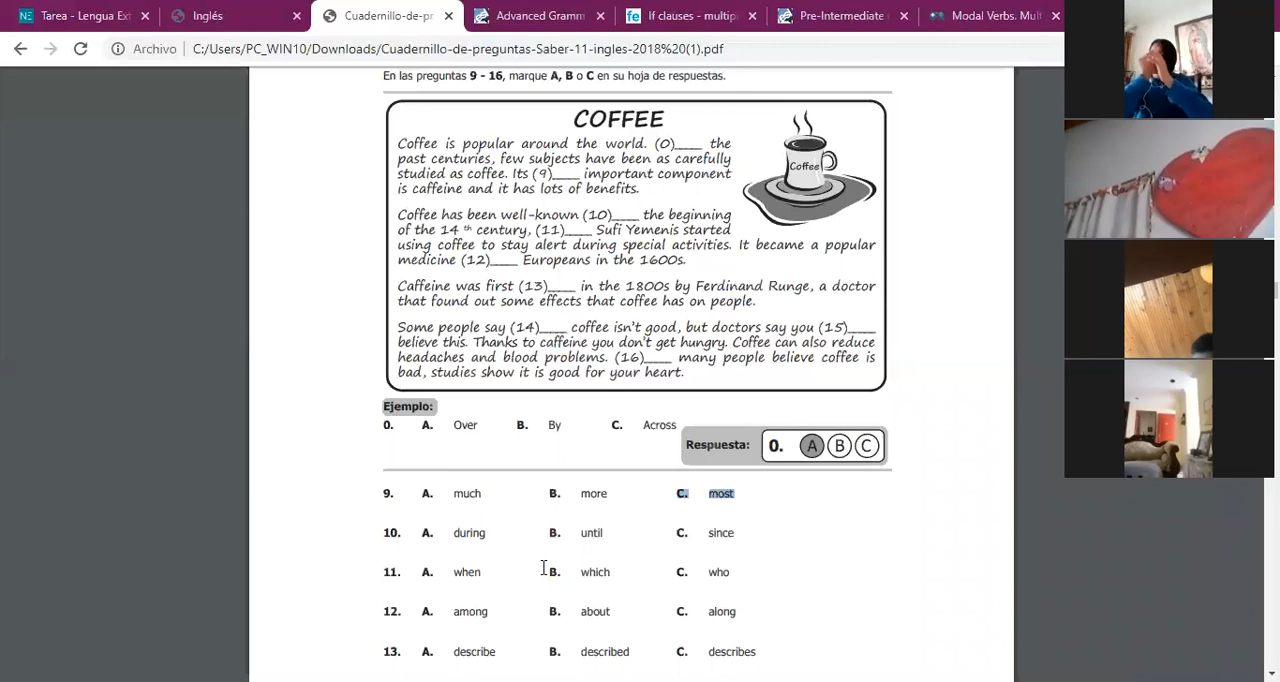 Tarea - Lengua Ext
Inglés
Cuadernillo-de-pr
Advanced Gramm
If clauses - multip
Pre-Intermediate
Modal Verbs. Mult
Archivo
C:/Users/PC_WIN10/Downloads/Cuadernillo-de-preguntas-Saber-11-ingles-2018%20(1).pdf
En las preguntas 9 - 16, marque A, B o C en su hoja de respuestas.
COFFEE
Coffee is popular around the world. (0)____ the
past centuries, few subjects have been as carefully
studied as coffee. Its (9)____ important component
is caffeine and it has lots of benefits.
Coffee
Coffee has been well-known (10)____ the beginning
of the 14 th century, (11)____ Sufi Yemenis started
using coffee to stay alert during special activities. It became a popular
medicine (12)____ Europeans in the 1600s.
Caffeine was first (13)____ in the 1800s by Ferdinand Runge, a doctor
that found out some effects that coffee has on people.
Some people say (14)____ coffee isn't good, but doctors say you (15)____
believe this. Thanks to caffeine you don't get hungry. Coffee can also reduce
headaches and blood problems. (16)____ many people believe coffee is
bad, studies show it is good for your heart.
Ejemplo:
0. A. Over B. By C. Across
Respuesta: 0. A B C
9. A. much B. more C. most
10. A. during B. until C. since
11. A. when B. which C. who
12. A. among B. about C. along
13. A. describe B. described C. describes